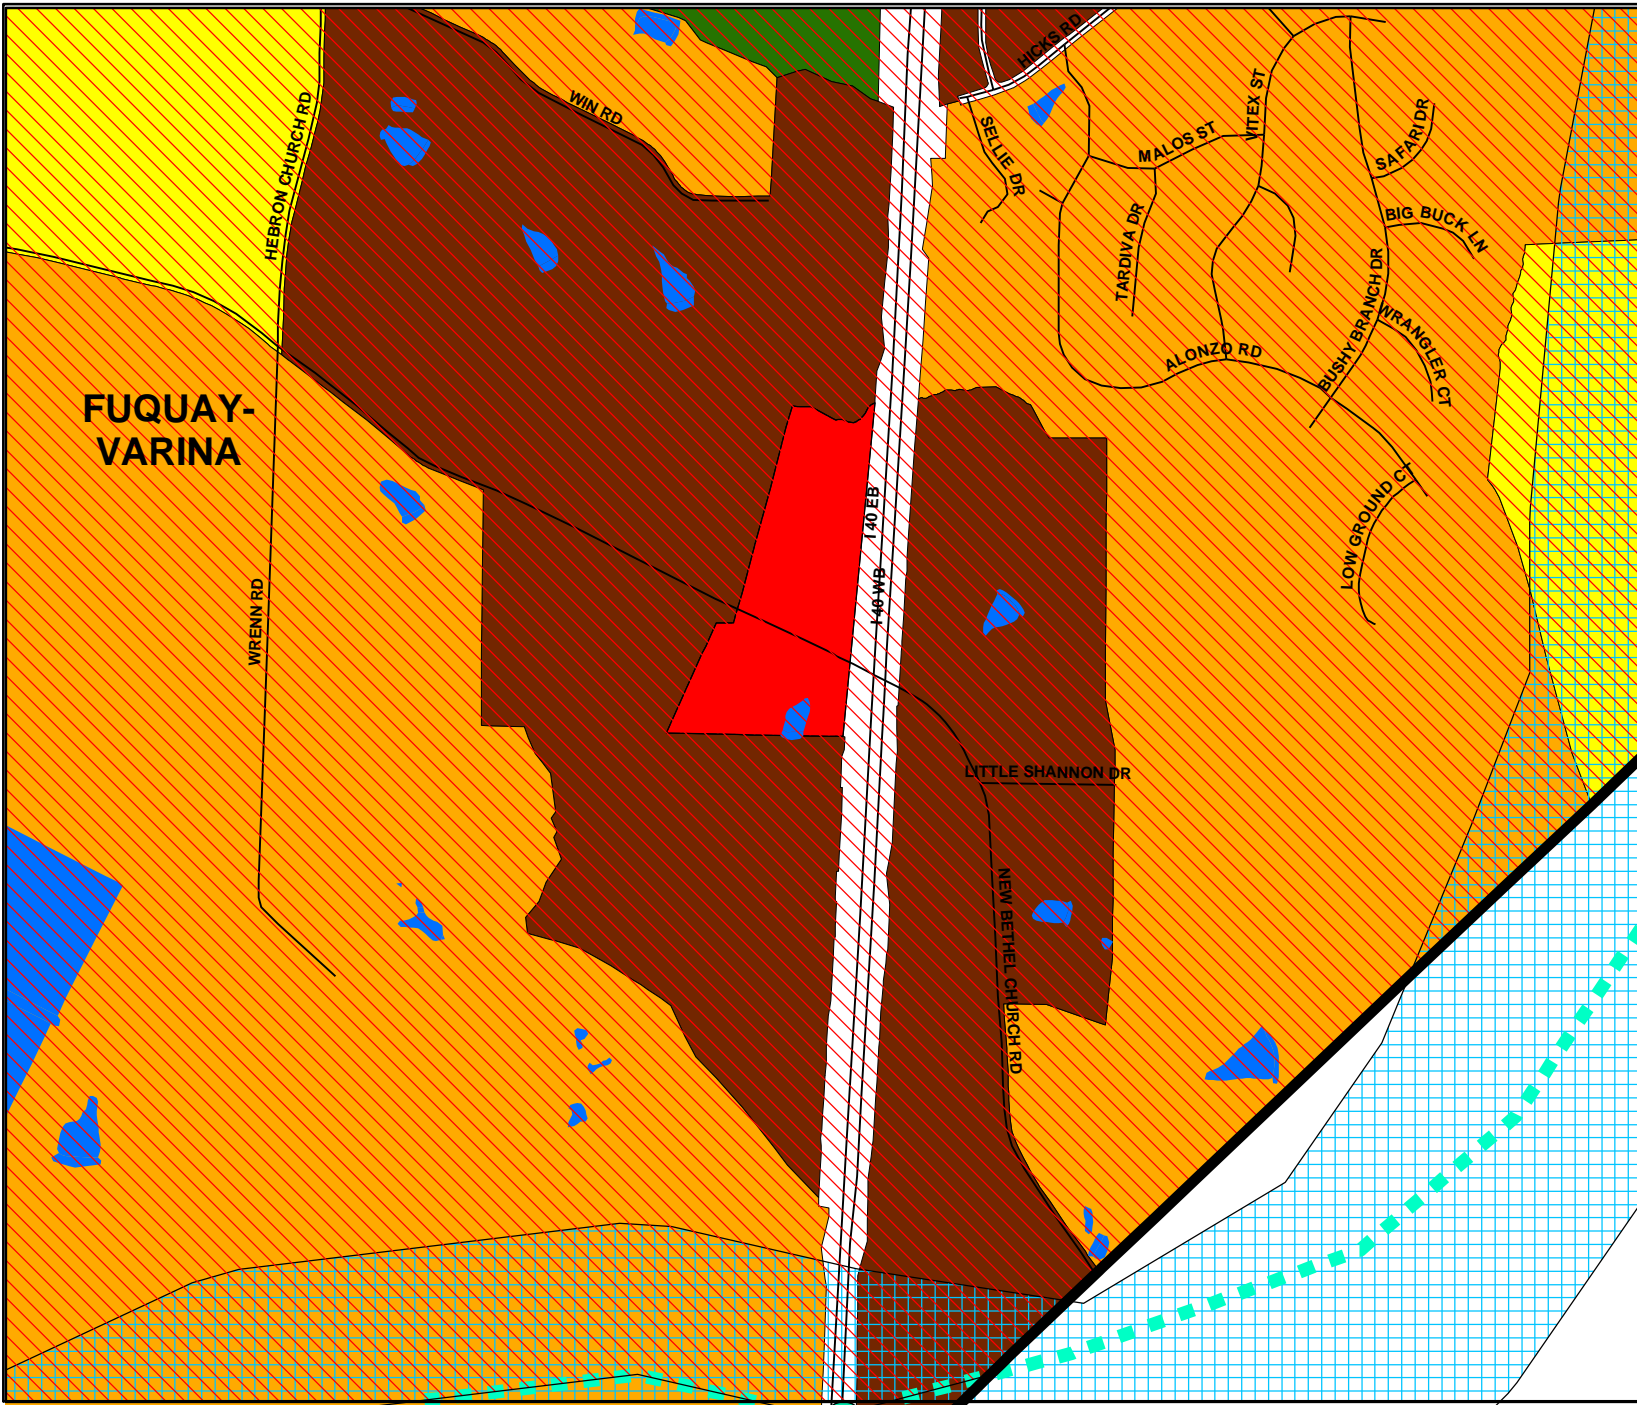 HICKS RD
WIN RD
HEBRON CHURCH RD
SELLIE DR
MALOS ST
VITEX ST
SAFARI DR
TARDIVA DR
BIG BUCK LN
BUSHY BRANCH DR
WRANGLER CT
ALONZO RD
FUQUAY-
VARINA
LOW GROUND CT
I 40 EB
I 40 WB
WRENN RD
LITTLE SHANNON DR
NEW BETHEL CHURCH RD